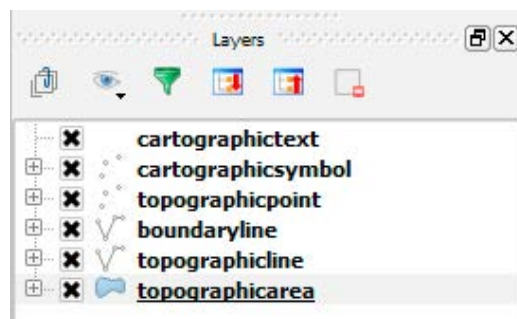 Layers
cartographictext
cartographicsymbol
topographicpoint
boundaryline
topographicline
topographicarea